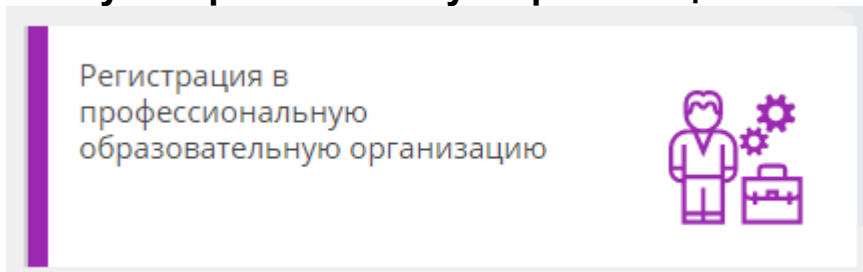 Регистрация в
профессиональную
образовательную организацию